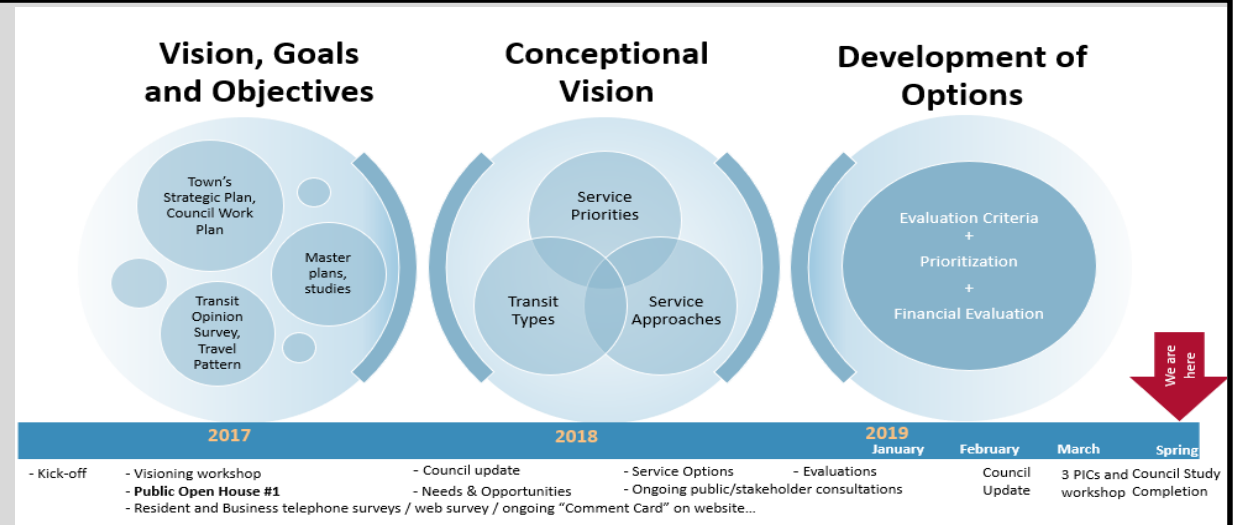 Vision, Goals
and Objectives
Conceptional
Vision
Development of
Options
Town's
Strategic Plan,
Council Work
Plan
Master
plans,
studies
Transit
Opinion
Survey,
Travel
Pattern
Service
Priorities
Transit
Types
Service
Approaches
Evaluation Criteria
+
Prioritization
+
Financial Evaluation
We are
here
2017
2018
2019
January
February
March
Spring
- Kick-off
- Visioning workshop
- Public Open House #1
- Resident and Business telephone surveys / web survey / ongoing "Comment Card" on website...
- Council update
- Needs & Opportunities
- Service Options
- Ongoing public/stakeholder consultations
- Evaluations
Council
Update
3 PICs and
workshop
Council Study
Completion